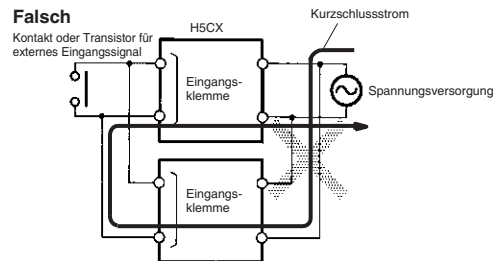 Falsch
Kontakt oder Transistor für
externes Eingangssignal
H5CX
Kurzschlussstrom
Eingangs-
klemme
Spannungsversorgung
Eingangs-
klemme